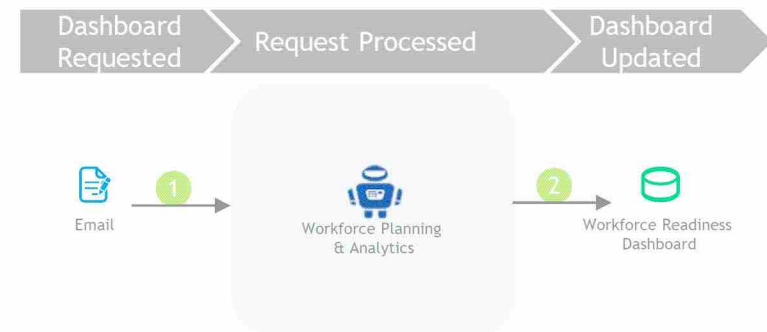 Dashboard
Requested
Request Processed
Dashboard
Updated
1
2
Email
Workforce Planning
& Analytics
Workforce Readiness
Dashboard